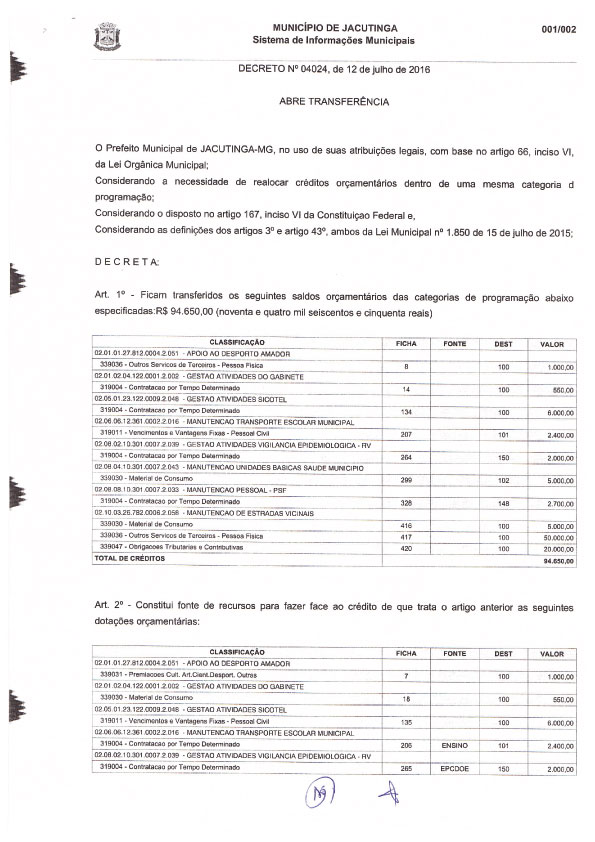 MUNICÍPIO DE JACUTINGA 001/002
Sistema de Informações Municipais
DECRETO Nº 04024, de 12 de julho de 2016
ABRE TRANSFERÊNCIA
O Prefeito Municipal de JACUTINGA-MG, no uso de suas atribuições legais, com base no artigo 66, inciso VI,
da Lei Orgânica Municipal;
Considerando a necessidade de realocar créditos orçamentários dentro de uma mesma categoria d
programação;
Considerando o disposto no artigo 167, inciso VI da Constituiçao Federal e,
Considerando as definições dos artigos 3º e artigo 43º, ambos da Lei Municipal nº 1.850 de 15 de julho de 2015;
D E C R E T A:
Art. 1º - Ficam transferidos os seguintes saldos orçamentários das categorias de programação abaixo
especificadas:R$ 94.650,00 (noventa e quatro mil seiscentos e cinquenta reais)
CLASSIFICAÇÃO FICHA FONTE DEST VALOR
02.01.01.27.812.0004.2.051 - APOIO AO DESPORTO AMADOR
339036 - Outros Servicos de Terceiros - Pessoa Fisica 8 100 1.000,00
02.01.02.04.122.0001.2.002 - GESTAO ATIVIDADES DO GABINETE
319004 - Contratacao por Tempo Determinado 14 100 550,00
02.05.01.23.122.0009.2.048 - GESTAO ATIVIDADES SICOTEL
319004 - Contratacao por Tempo Determinado 134 100 6.000,00
02.06.06.12.361.0002.2.016 - MANUTENCAO TRANSPORTE ESCOLAR MUNICIPAL
319011 - Vencimentos e Vantagens Fixas - Pessoal Civil 207 101 2.400,00
02.08.02.10.301.0007.2.039 - GESTAO ATIVIDADES VIGILANCIA EPIDEMIOLOGICA - RV
319004 - Contratacao por Tempo Determinado 264 150 2.000,00
02.08.04.10.301.0007.2.043 - MANUTENCAO UNIDADES BASICAS SAUDE MUNICIPIO
339030 - Material de Consumo 299 102 5.000,00
02.08.08.10.301.0007.2.033 - MANUTENCAO PESSOAL - PSF
319004 - Contratacao por Tempo Determinado 328 148 2.700,00
02.10.03.26.782.0006.2.058 - MANUTENCAO DE ESTRADAS VICINAIS
339030 - Material de Consumo 416 100 5.000,00
339036 - Outros Servicos de Terceiros - Pessoa Fisica 417 100 50.000,00
339047 - Obrigacoes Tributarias e Contributivas 420 100 20.000,00
TOTAL DE CRÉDITOS 94.650,00
Art. 2º - Constitui fonte de recursos para fazer face ao crédito de que trata o artigo anterior as seguintes
dotações orçamentárias:
CLASSIFICAÇÃO FICHA FONTE DEST VALOR
02.01.01.27.812.0004.2.051 - APOIO AO DESPORTO AMADOR
339031 - Premiacoes Cult. Art.Cient.Desport. Outras 7 100 1.000,00
02.01.02.04.122.0001.2.002 - GESTAO ATIVIDADES DO GABINETE
339030 - Material de Consumo 16 100 550,00
02.05.01.23.122.0009.2.048 - GESTAO ATIVIDADES SICOTEL
319011 - Vencimentos e Vantagens Fixas - Pessoal Civil 135 100 6.000,00
02.06.06.12.361.0002.2.016 - MANUTENCAO TRANSPORTE ESCOLAR MUNICIPAL
319004 - Contratacao por Tempo Determinado 206 ENSINO 101 2.400,00
02.08.02.10.301.0007.2.039 - GESTAO ATIVIDADES VIGILANCIA EPIDEMIOLOGICA - RV
319004 - Contratacao por Tempo Determinado 265 EPCDOE 150 2.000,00